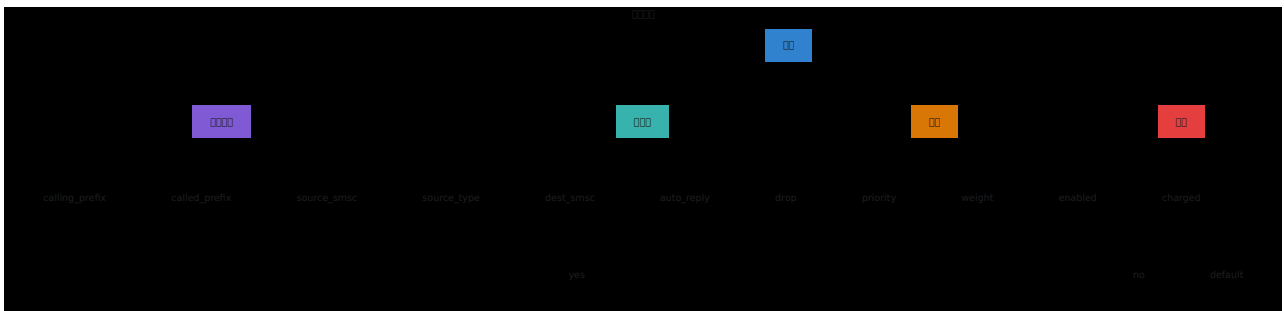 calling_prefix
called_prefix
source_smsc
source_type
dest_smsc
auto_reply
drop
priority
weight
enabled
charged
yes
no
default